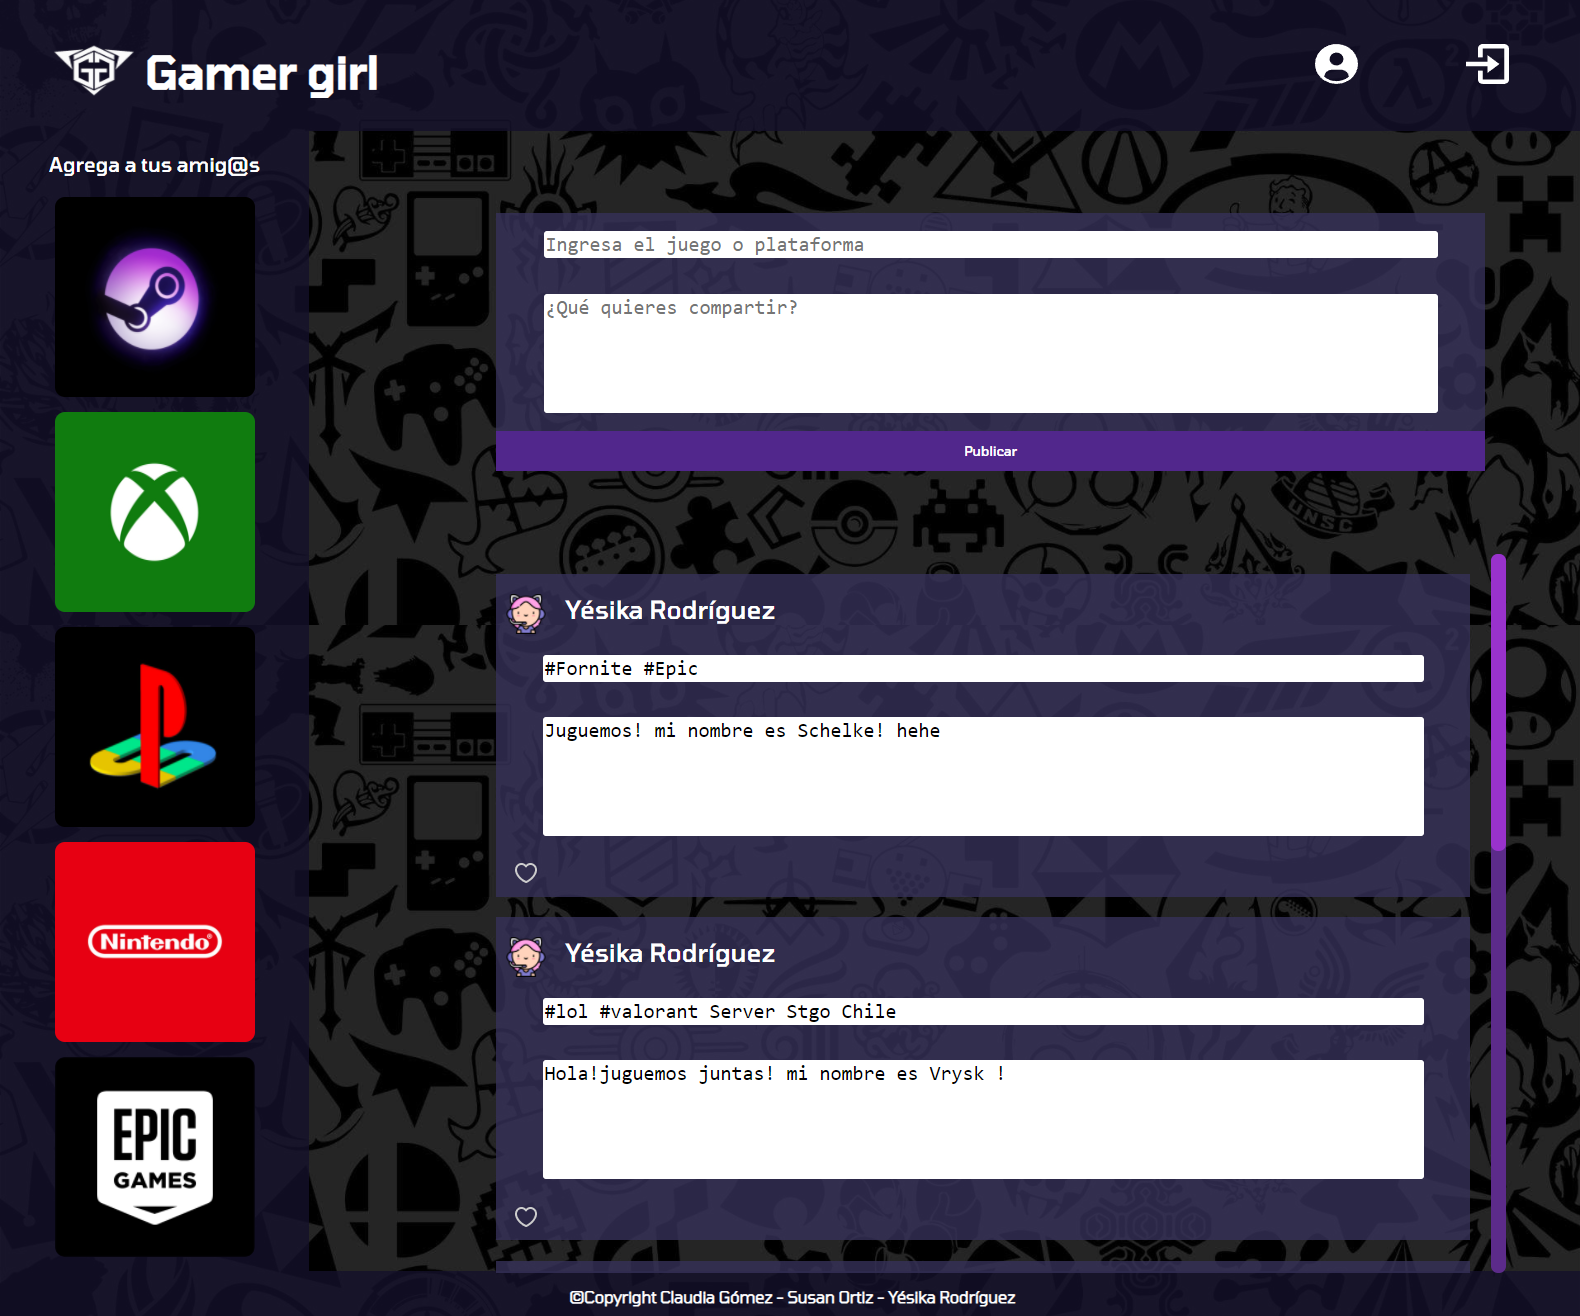 Gamer girl
Agrega a tus amig@s
Ingresa el juego o plataforma
¿Qué quieres compartir?
Publicar
UNSC
Yésika Rodríguez
#Fornite #Epic
Juguemos! mi nombre es Schelke! hehe
Nintendo
Yésika Rodríguez
#lol #valorant Server Stgo Chile
Hola!juguemos juntas! mi nombre es Vrysk !
EPIC
GAMES
©Copyright Claudia Gómez - Susan Ortiz - Yésika Rodríguez